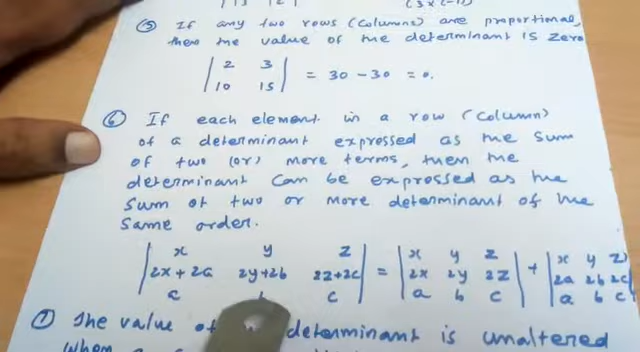 ⑤ If any two rows (columns) are proportional,
then the value of the determinant is zero
| 2 3 |
| 10 15 | = 30 - 30 = 0.
⑥ If each element in a row (column)
of a determinant expressed as the sum
of two (or) more terms, then the
determinant can be expressed as the
sum of two or more determinant of the
same order.
| x y z | | x y z | | x y z |
| 2x+2a 2y+2b 2z+2c | = | 2x 2y 2z | + | 2a 2b 2c |
| a c | | a b c | | a b c |
⑦ The value of determinant is unaltered
when